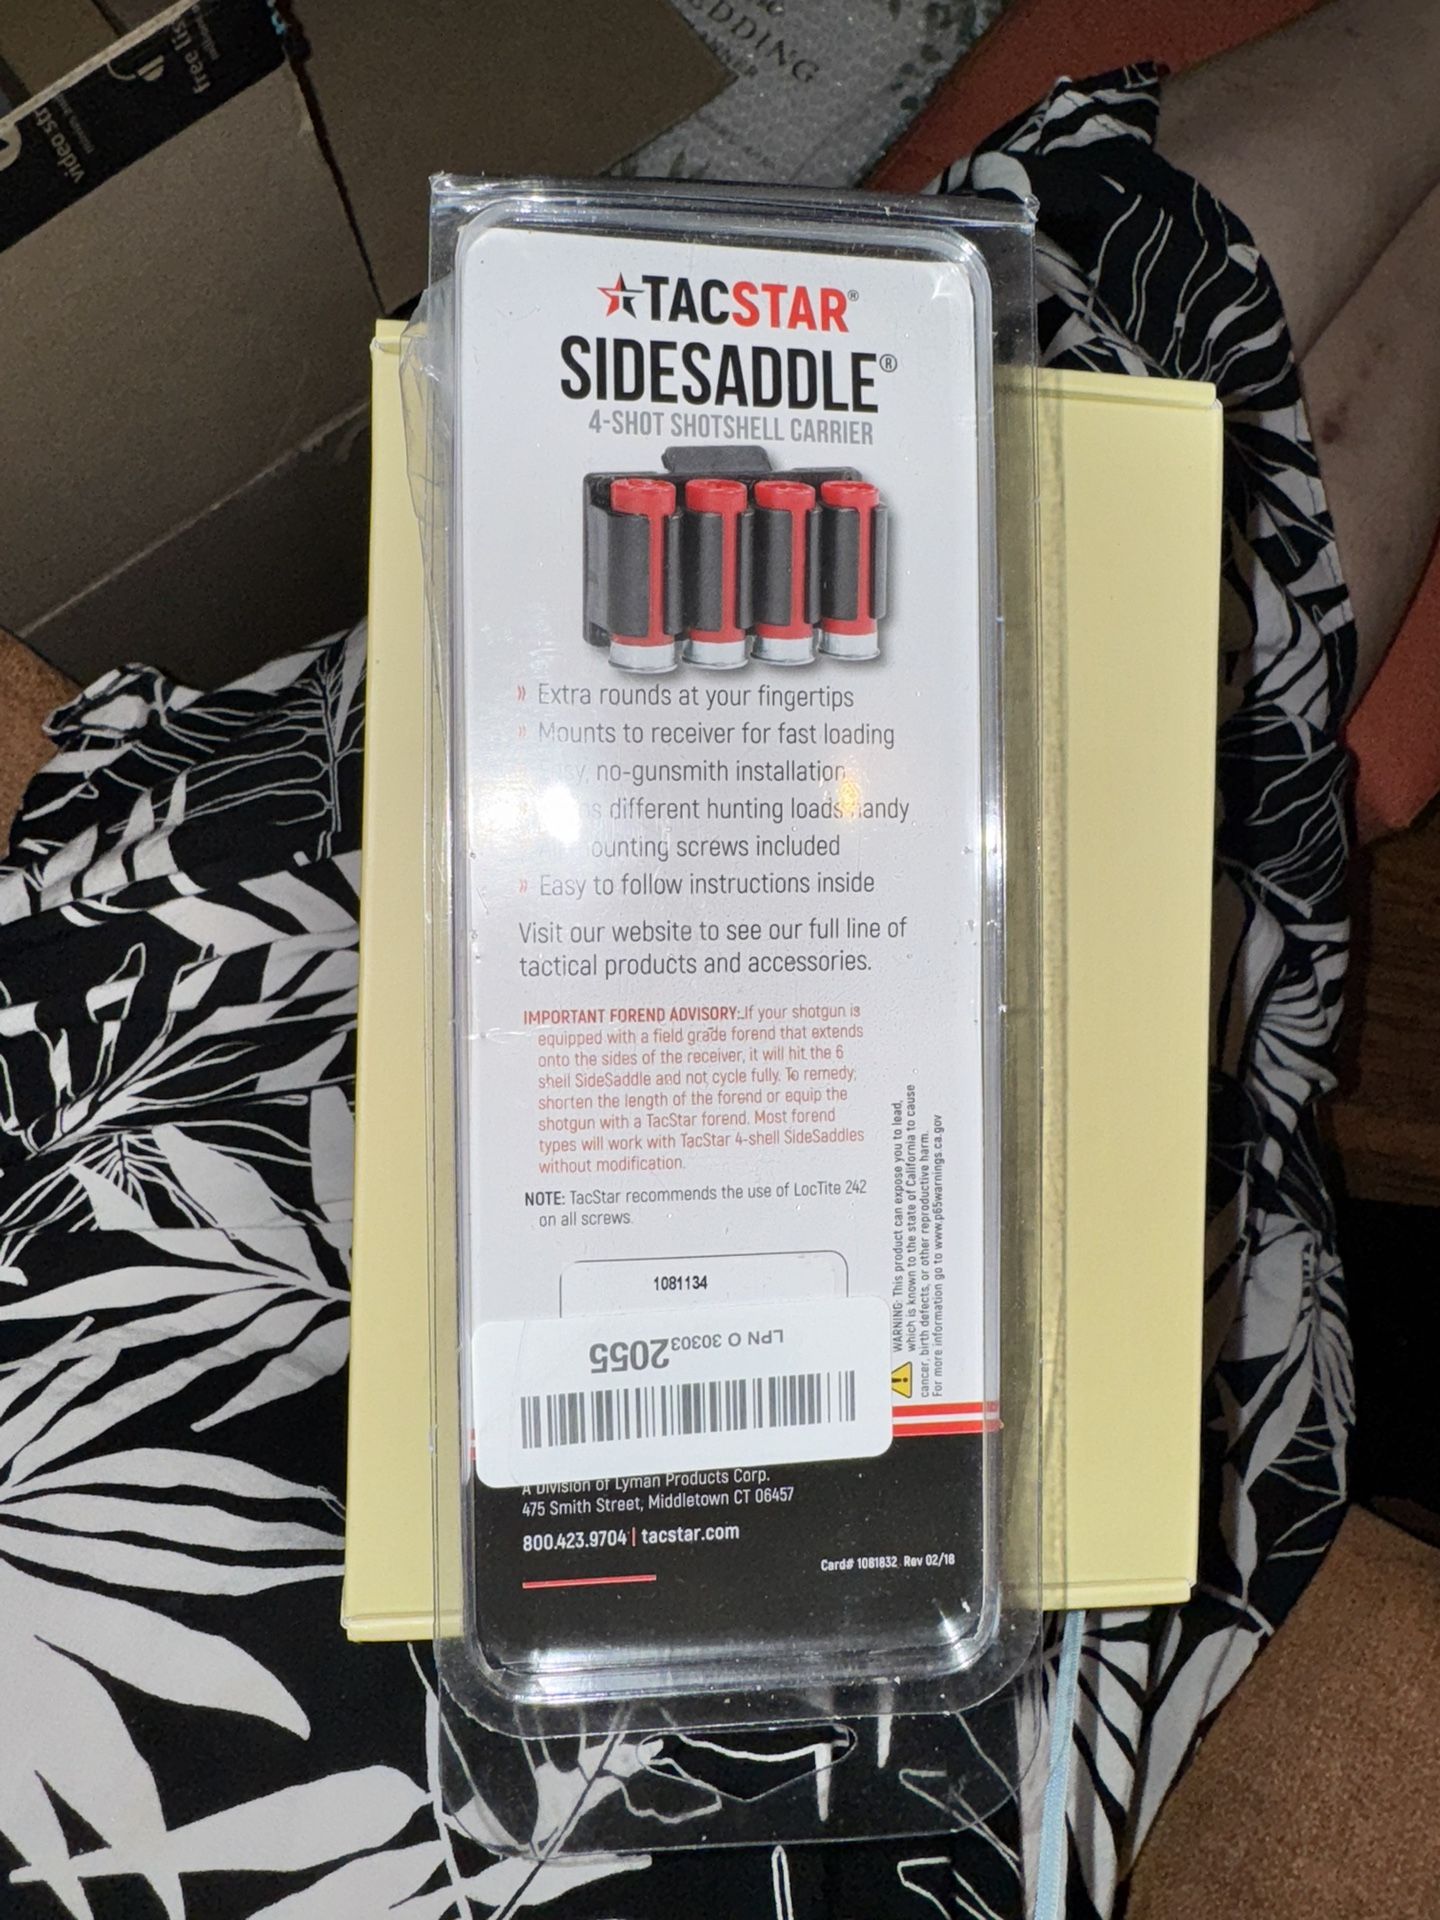 free lis
video str
EDDING
TACSTAR®
SIDESADDLE®
4-SHOT SHOTSHELL CARRIER
» Extra rounds at your fingertips
» Mounts to receiver for fast loading
no-gunsmith installation
different hunting loads handy
mounting screws included
» Easy to follow instructions inside
Visit our website to see our full line of
tactical products and accessories.
IMPORTANT FOREND ADVISORY: If your shotgun is
equipped with a field grade forend that extends
onto the sides of the receiver, it will hit the 6
shell SideSaddle and not cycle fully. To remedy,
shorten the length of the forend or equip the
shotgun with a TacStar forend. Most forend
types will work with TacStar 4-shell SideSaddles
without modification.
NOTE: TacStar recommends the use of LocTite 242
on all screws.
WARNING: This product can expose you to lead,
which is known to the state of California to cause
cancer, birth defects, or other reproductive harm.
For more information go to www.p65warnings.ca.gov
1081134
LPN O 303032055
A Division of Lyman Products Corp.
475 Smith Street, Middletown CT 06457
800.423.9704 | tacstar.com
Card# 1081832 Rev 02/18